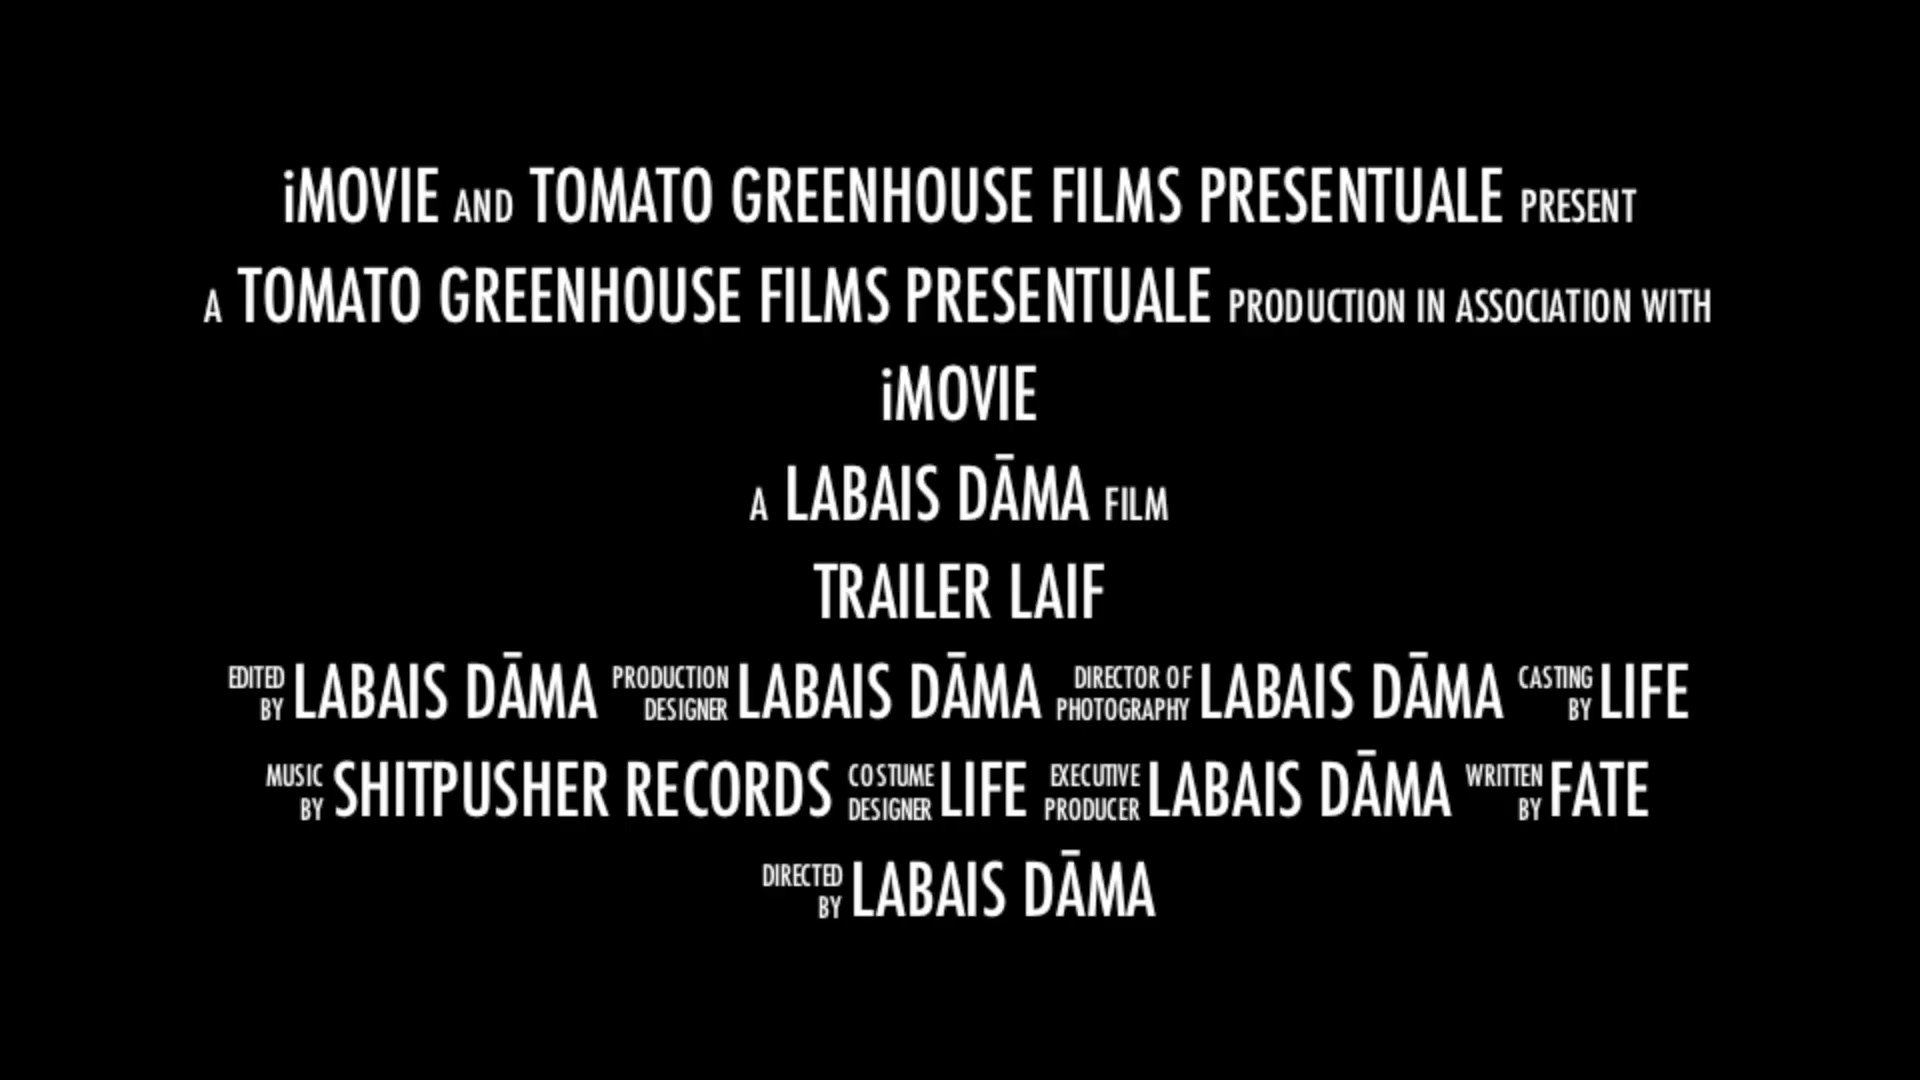 iMOVIE AND TOMATO GREENHOUSE FILMS PRESENTUALE PRESENT
A TOMATO GREENHOUSE FILMS PRESENTUALE PRODUCTION IN ASSOCIATION WITH
iMOVIE
A LABAIS DĀMA FILM
TRAILER LAIF
EDITED BY LABAIS DĀMA PRODUCTION DESIGNER LABAIS DĀMA DIRECTOR OF PHOTOGRAPHY LABAIS DĀMA CASTING BY LIFE
MUSIC BY SHITPUSHER RECORDS COSTUME DESIGNER LIFE EXECUTIVE PRODUCER LABAIS DĀMA WRITTEN BY FATE
DIRECTED BY LABAIS DĀMA